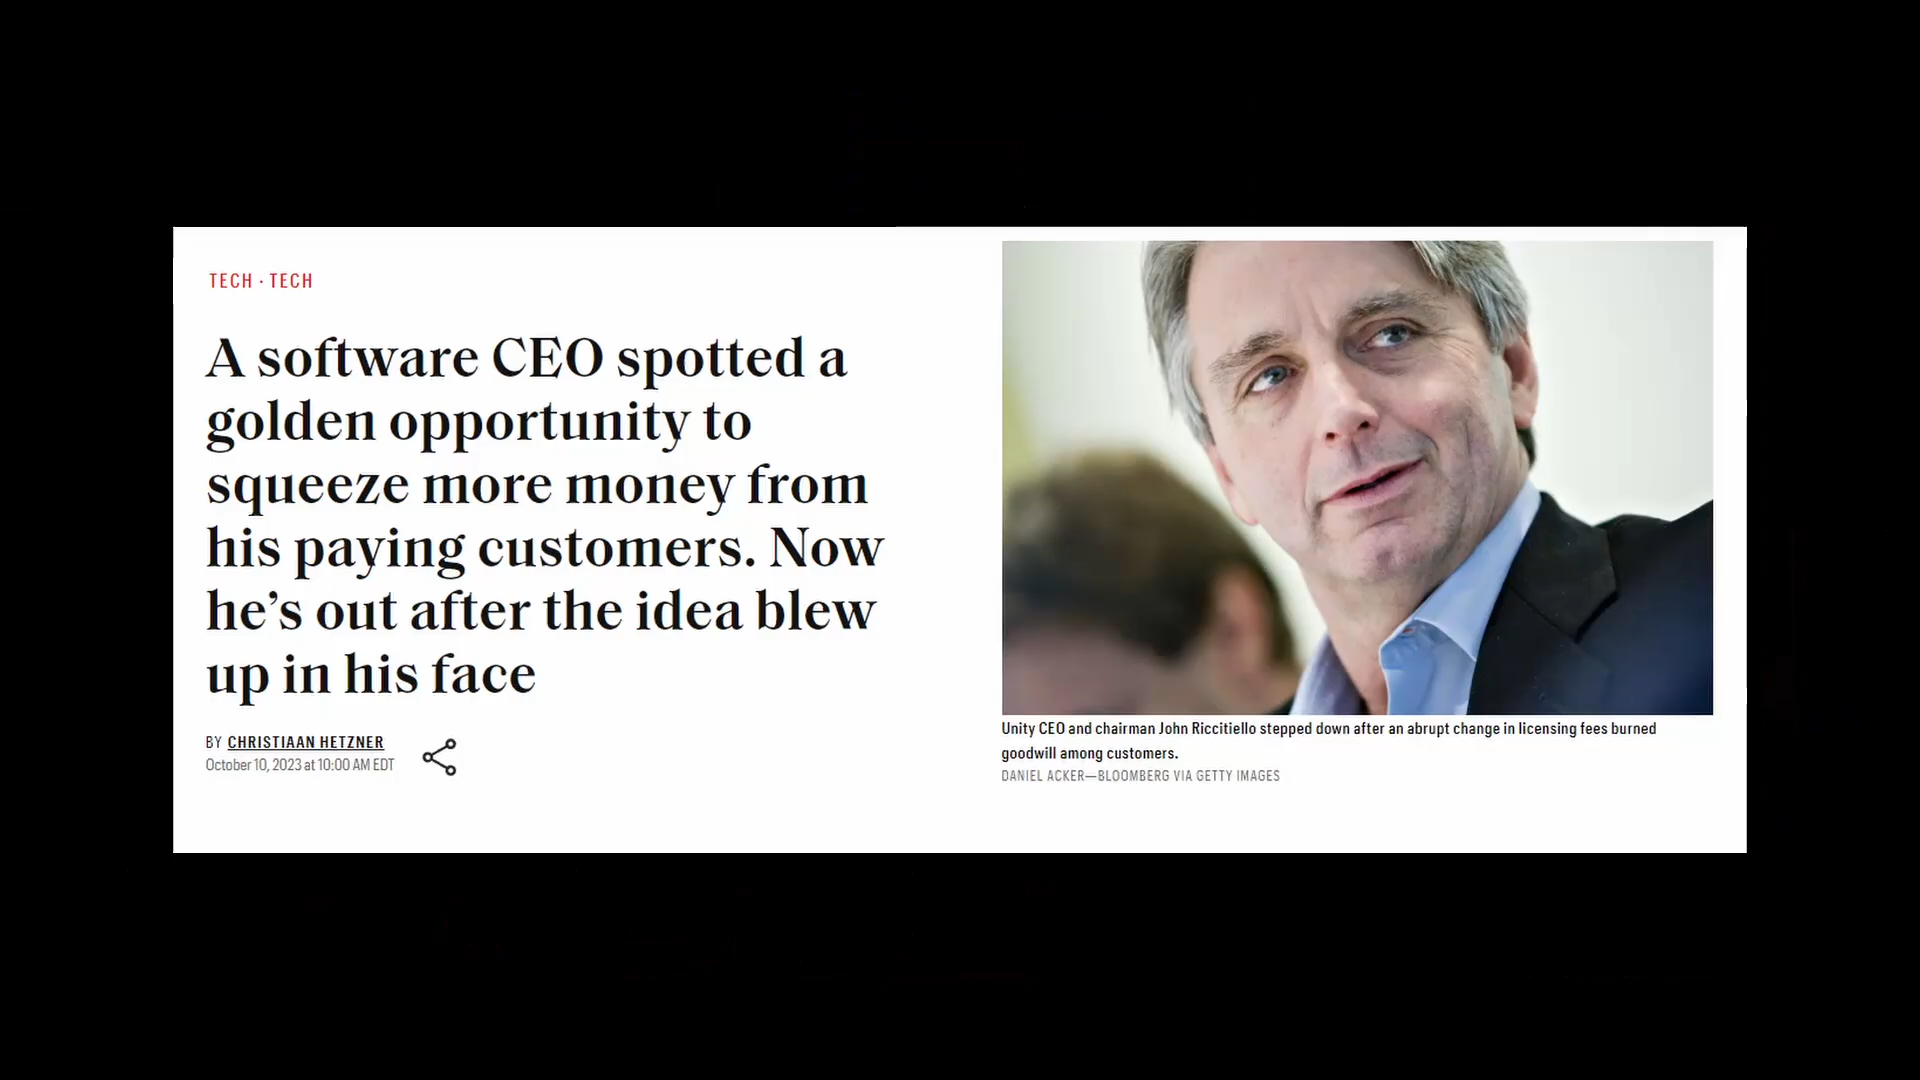 TECH · TECH
A software CEO spotted a
golden opportunity to
squeeze more money from
his paying customers. Now
he’s out after the idea blew
up in his face
BY CHRISTIAAN HETZNER
October 10, 2023 at 10:00 AM EDT
Unity CEO and chairman John Riccitiello stepped down after an abrupt change in licensing fees burned
goodwill among customers.
DANIEL ACKER—BLOOMBERG VIA GETTY IMAGES